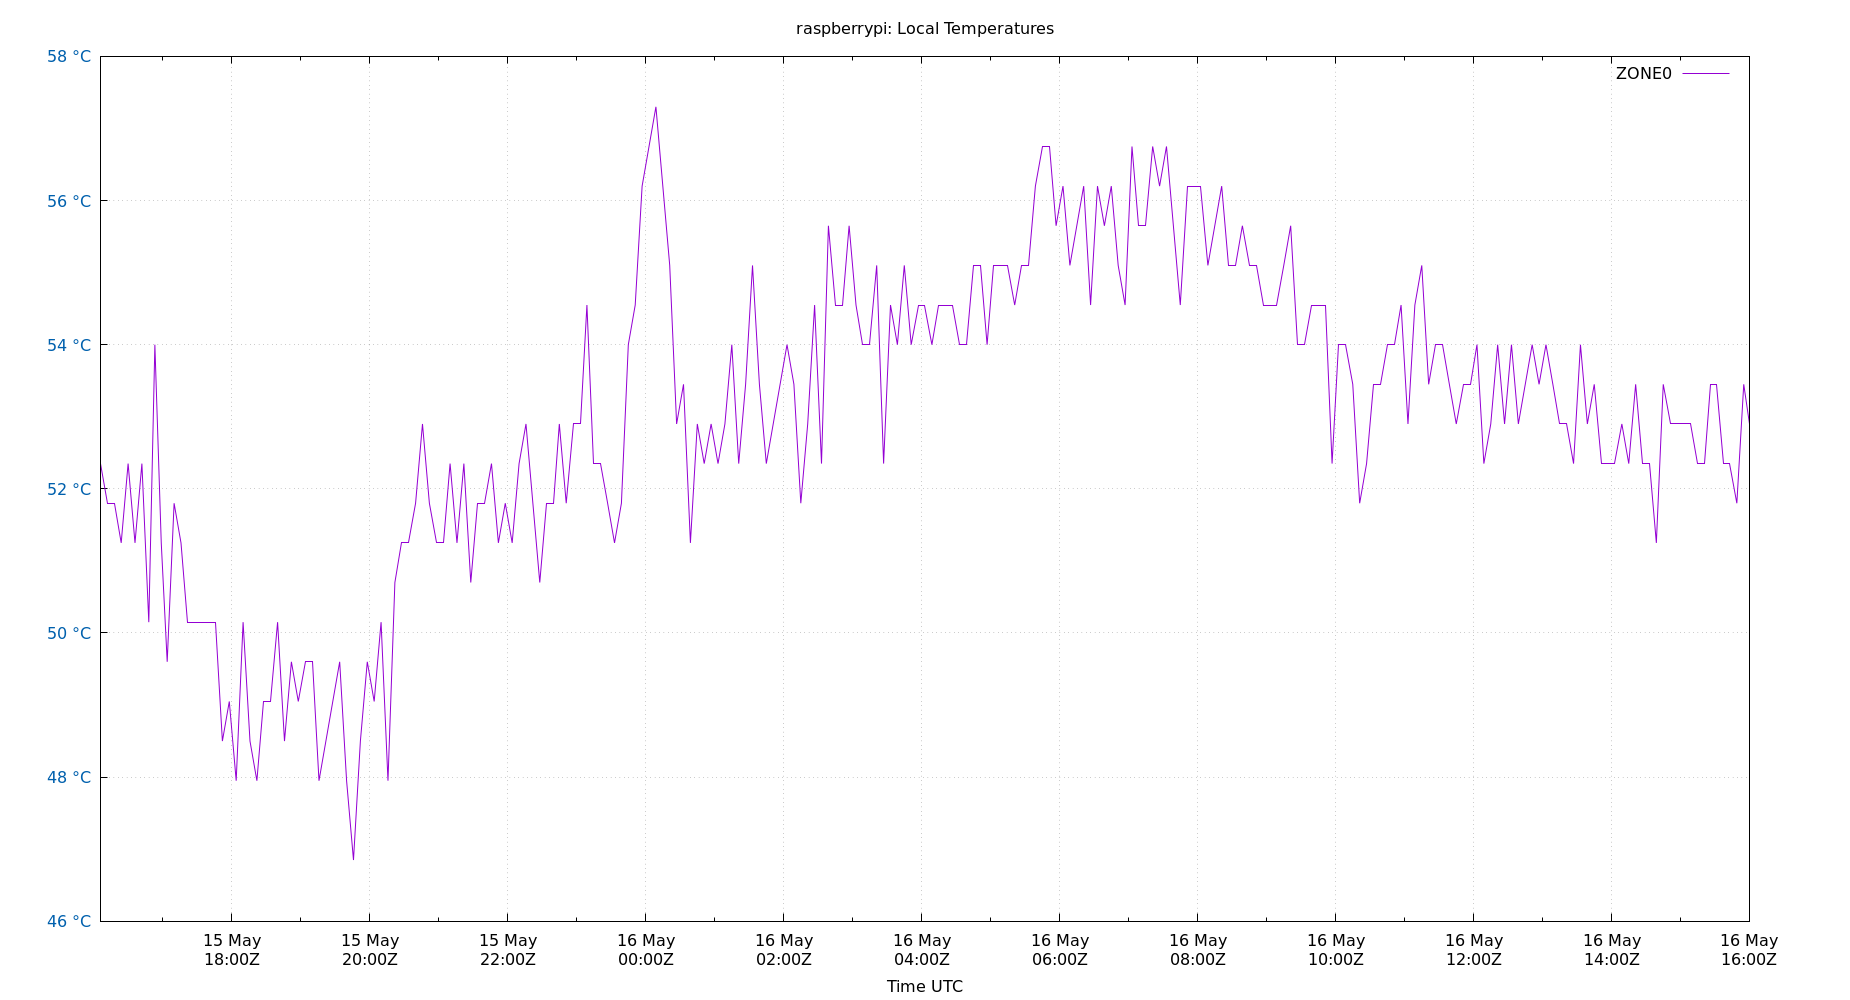 raspberrypi: Local Temperatures
58 °C
ZONE0
56 °C
54 °C
52 °C
50 °C
48 °C
46 °C
15 May 15 May 15 May 16 May 16 May 16 May 16 May 16 May 16 May 16 May 16 May 16 May
18:00Z 20:00Z 22:00Z 00:00Z 02:00Z 04:00Z 06:00Z 08:00Z 10:00Z 12:00Z 14:00Z 16:00Z
Time UTC